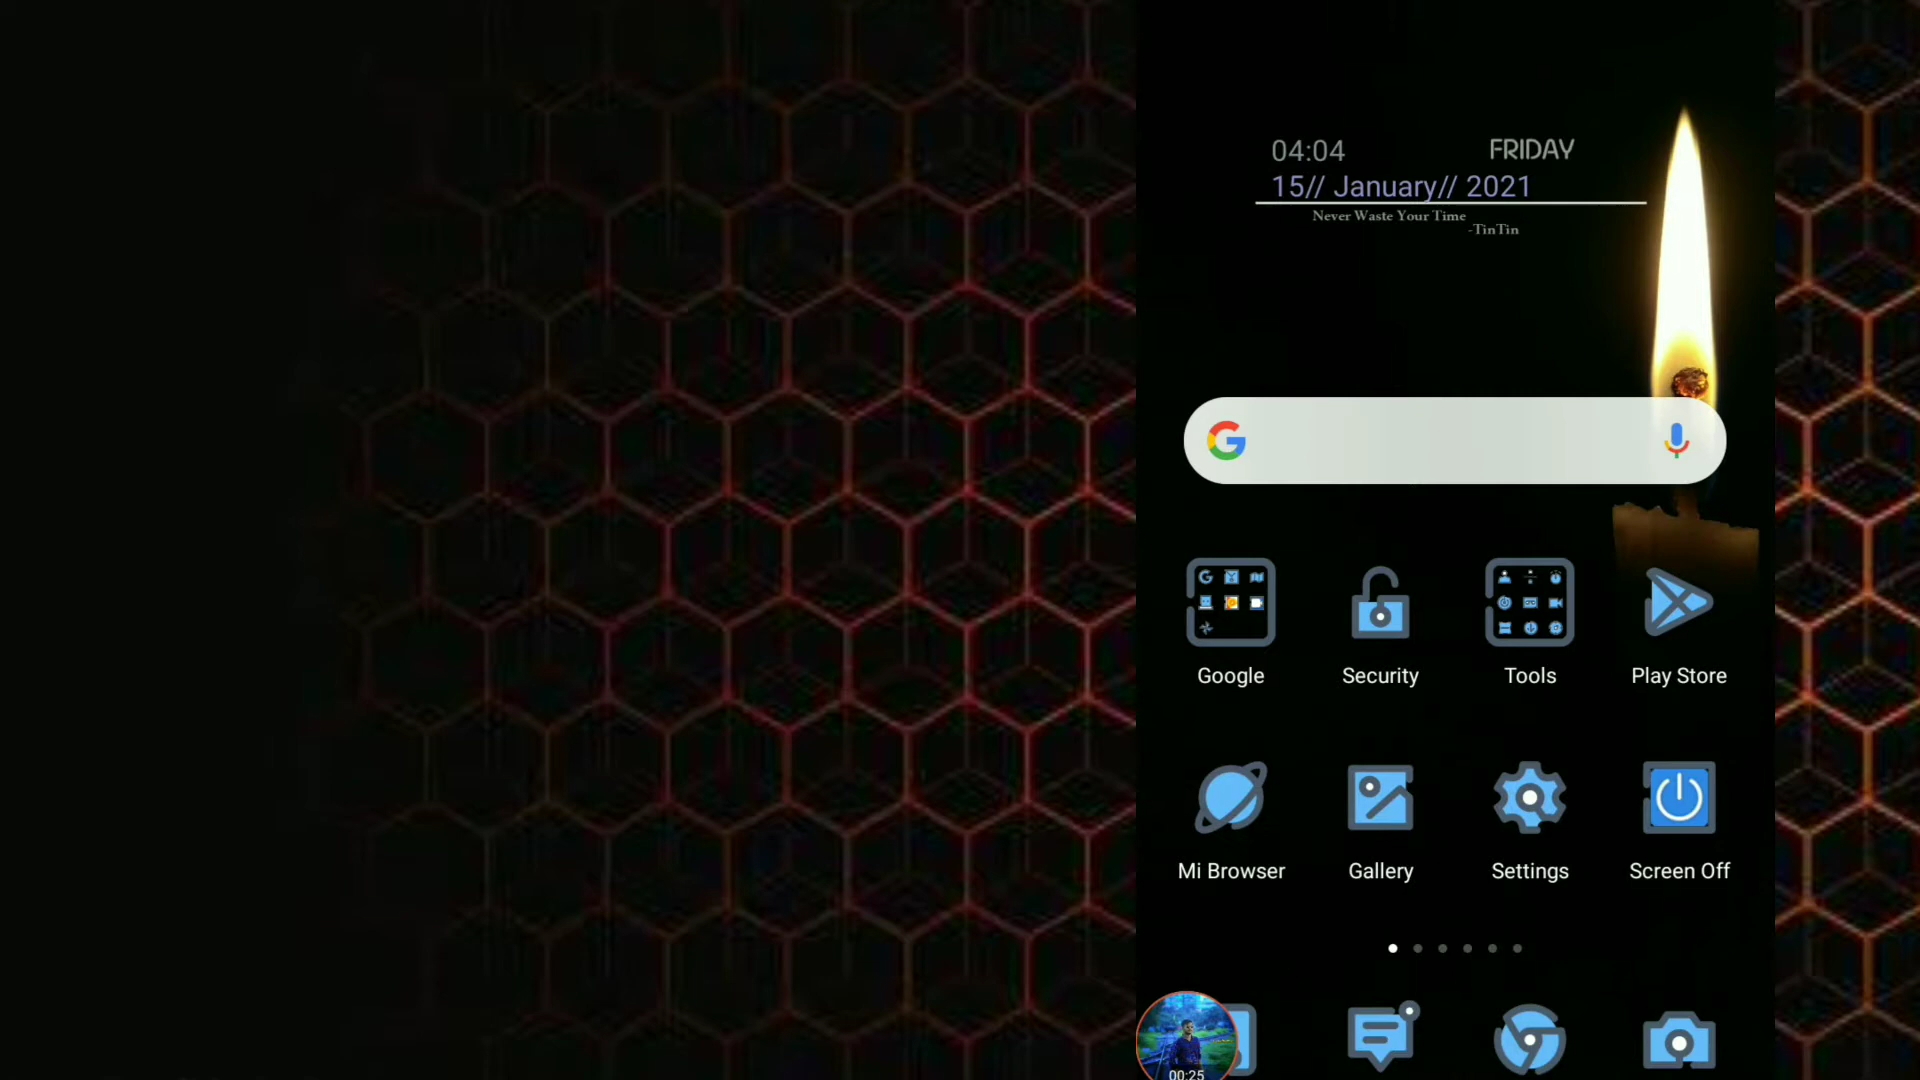 04:04 FRIDAY
15// January// 2021
Never Waste Your Time
-TinTin
Google Security Tools Play Store
Mi Browser Gallery Settings Screen Off
00:25